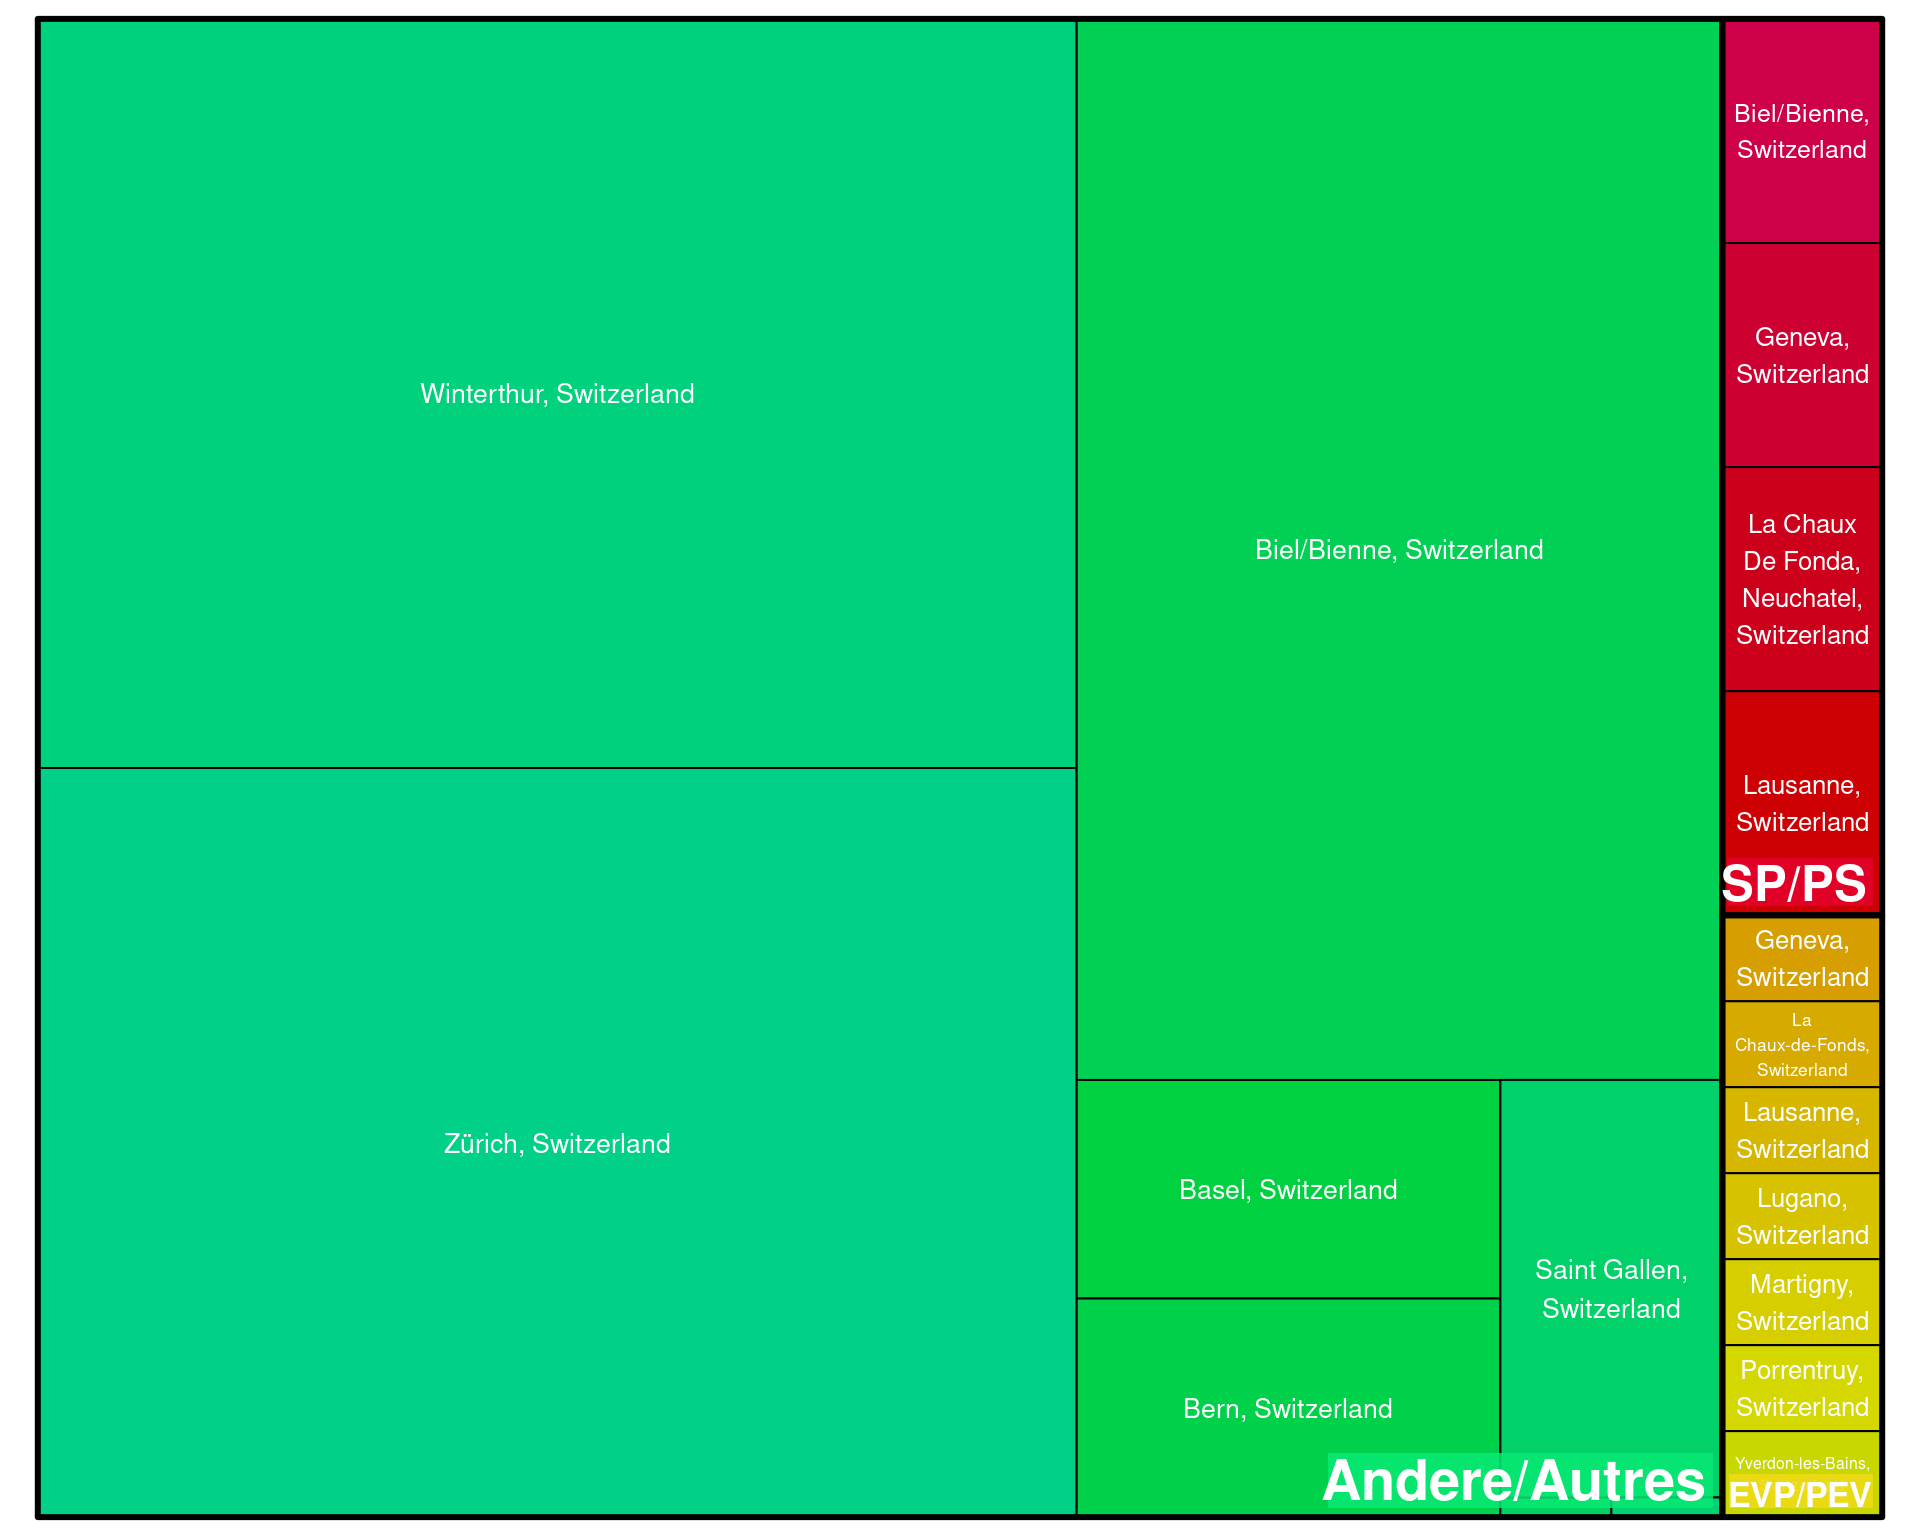 Winterthur, Switzerland
Zürich, Switzerland
Biel/Bienne, Switzerland
Basel, Switzerland
Bern, Switzerland
Saint Gallen,
Switzerland
Andere/Autres
Biel/Bienne,
Switzerland
Geneva,
Switzerland
La Chaux
De Fonda,
Neuchatel,
Switzerland
Lausanne,
Switzerland
SP/PS
Geneva,
Switzerland
La
Chaux-de-Fonds,
Switzerland
Lausanne,
Switzerland
Lugano,
Switzerland
Martigny,
Switzerland
Porrentruy,
Switzerland
Yverdon-les-Bains,
EVP/PEV